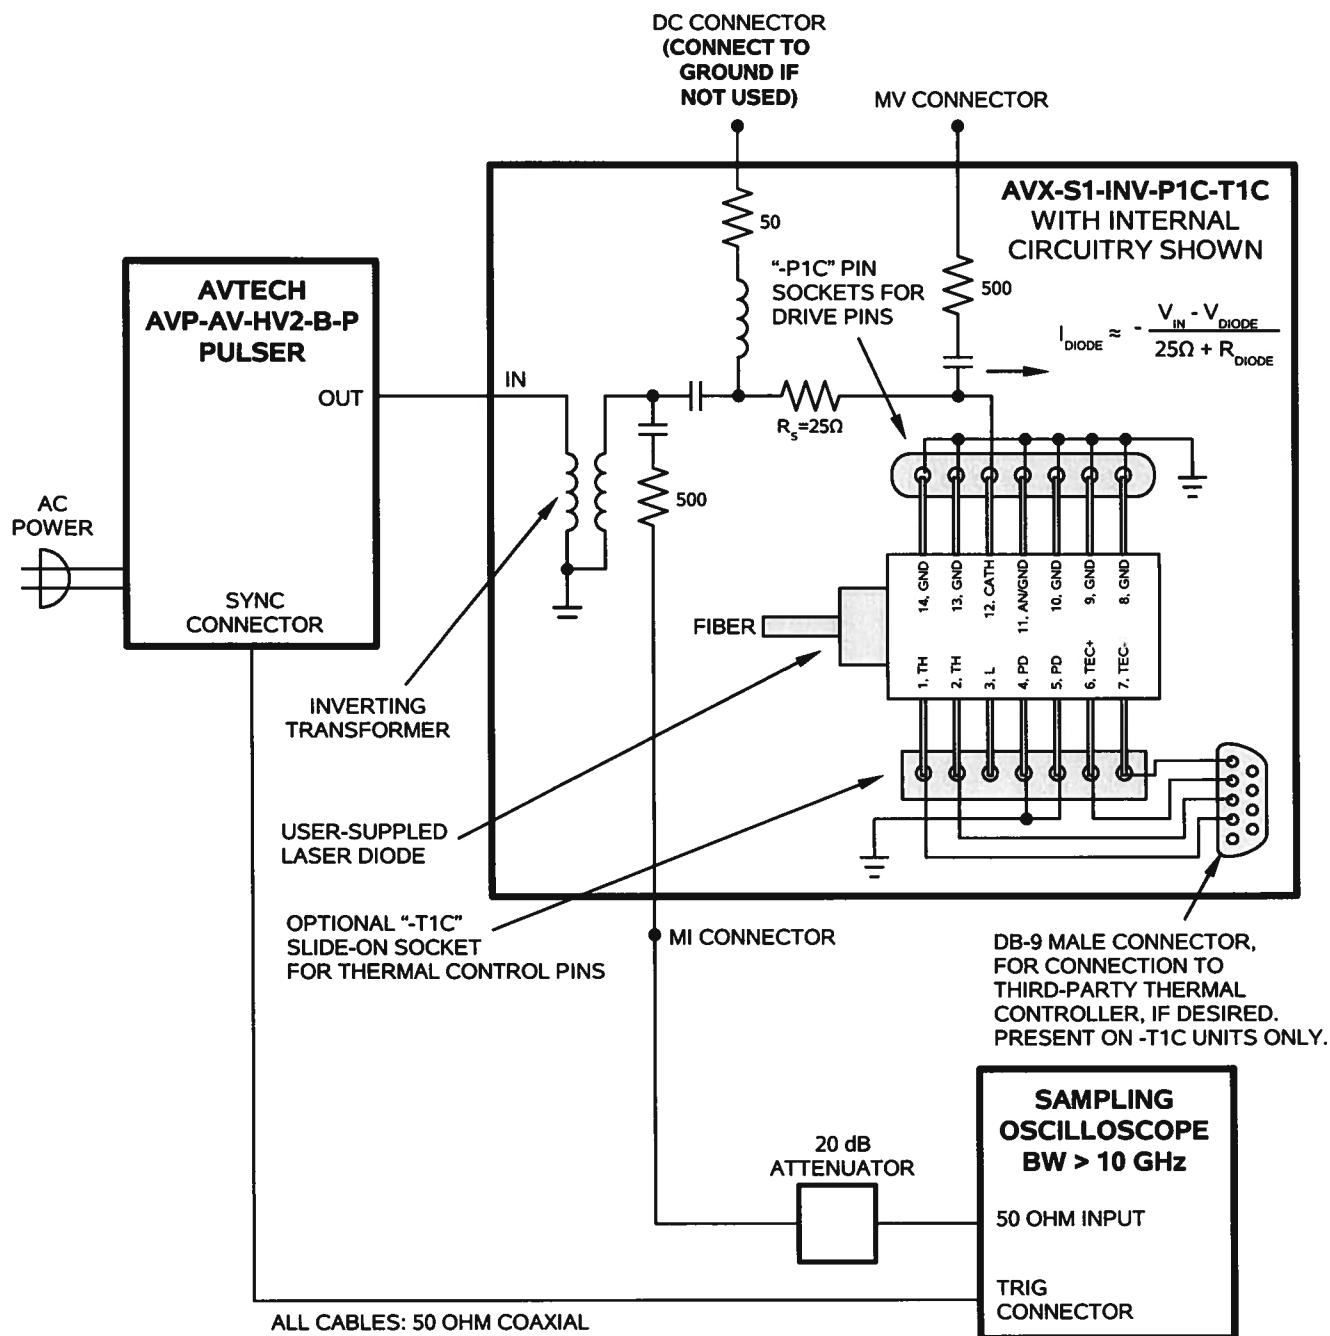 DC CONNECTOR
(CONNECT TO
GROUND IF
NOT USED)
MV CONNECTOR
AVX-S1-INV-P1C-T1C
WITH INTERNAL
CIRCUITRY SHOWN
50
"-P1C" PIN
SOCKETS FOR
DRIVE PINS
500
I_DIODE ≈ - (V_IN - V_DIODE) / (25Ω + R_DIODE)
AVTECH
AVP-AV-HV2-B-P
PULSER
OUT
IN
R_S=25Ω
500
AC
POWER
SYNC
CONNECTOR
14, GND
13, GND
12, CATH
11, AN/GND
10, GND
9, GND
8, GND
FIBER
1, TH
2, TH
3, L
4, PD
5, PD
6, TEC+
7, TEC-
INVERTING
TRANSFORMER
USER-SUPPLED
LASER DIODE
OPTIONAL "-T1C"
SLIDE-ON SOCKET
FOR THERMAL CONTROL PINS
MI CONNECTOR
DB-9 MALE CONNECTOR,
FOR CONNECTION TO
THIRD-PARTY THERMAL
CONTROLLER, IF DESIRED.
PRESENT ON -T1C UNITS ONLY.
SAMPLING
OSCILLOSCOPE
BW > 10 GHz
20 dB
ATTENUATOR
50 OHM INPUT
TRIG
CONNECTOR
ALL CABLES: 50 OHM COAXIAL